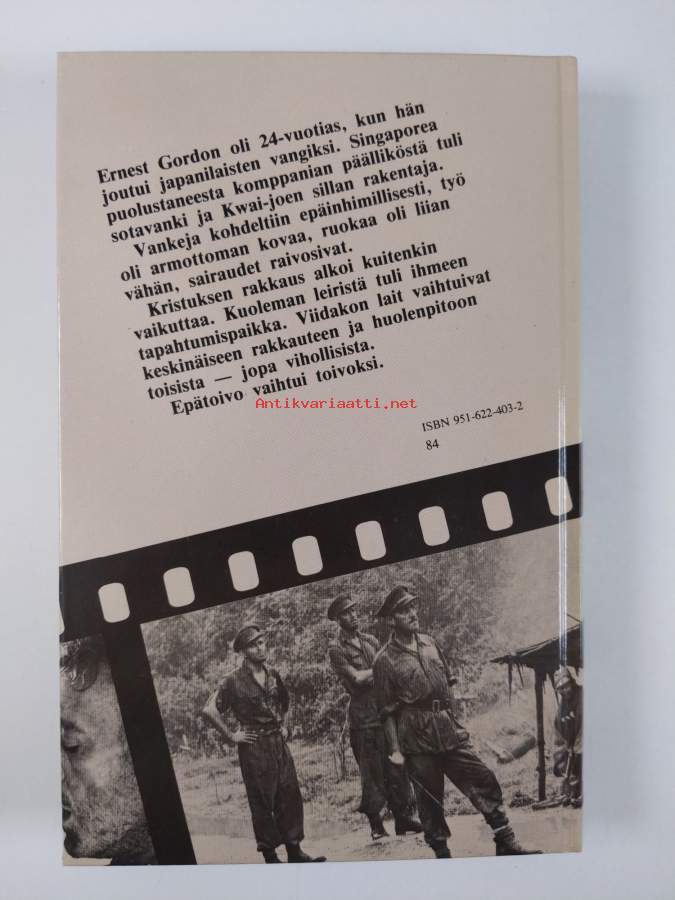 Ernest Gordon oli 24-vuotias, kun hän
joutui japanilaisten vangiksi. Singaporea
puolustaneesta komppanian päälliköstä tuli
sotavanki ja Kwai-joen sillan rakentaja.
Vankeja kohdeltiin epäinhimillisesti, työ
oli armottoman kovaa, ruokaa oli liian
vähän, sairaudet raivosivat.
Kristuksen rakkaus alkoi kuitenkin
vaikuttaa. Kuoleman leiristä tuli ihmeen
tapahtumispaikka. Viidakon lait vaihtuivat
keskinäiseen rakkauteen ja huolenpitoon
toisista — jopa vihollisista.
Epätoivo vaihtui toivoksi.
Antikvariaatti.net
ISBN 951-622-403-2
84